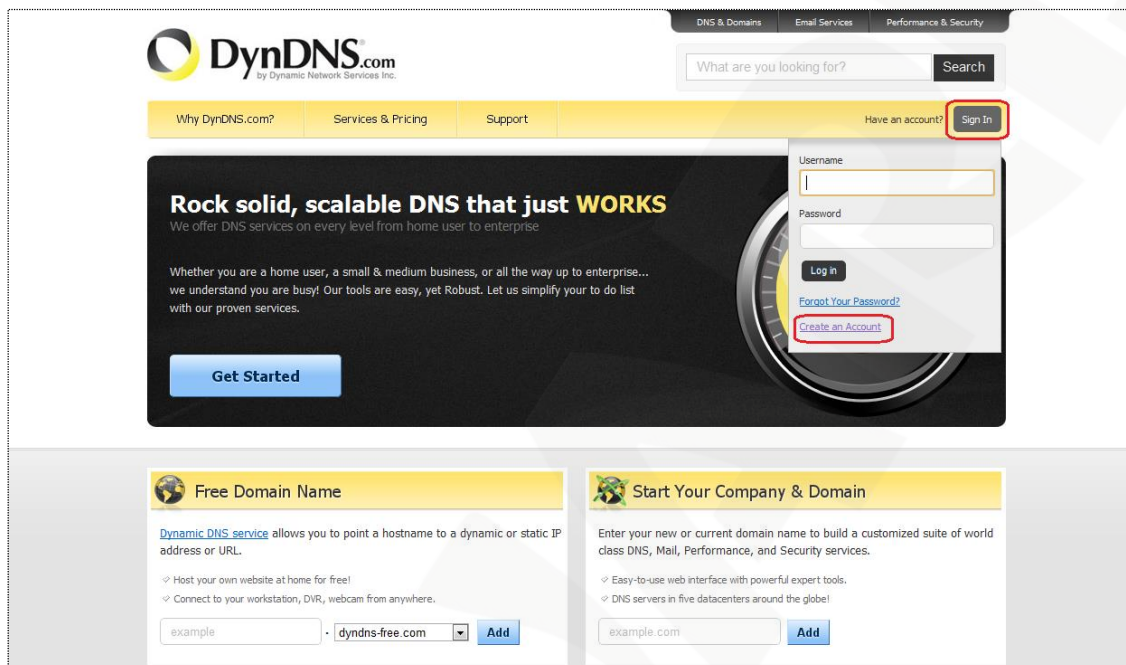 DNS & Domains Email Services Performance & Security
DynDNS.com
by Dynamic Network Services Inc.
What are you looking for? Search
Why DynDNS.com? Services & Pricing Support Have an account? Sign In
Username
Password
Log in
Forgot Your Password?
Create an Account
Rock solid, scalable DNS that just WORKS
We offer DNS services on every level from home user to enterprise
Whether you are a home user, a small & medium business, or all the way up to enterprise...
we understand you are busy! Our tools are easy, yet Robust. Let us simplify your to do list
with our proven services.
Get Started
Free Domain Name
Dynamic DNS service allows you to point a hostname to a dynamic or static IP
address or URL.
Host your own website at home for free!
Connect to your workstation, DVR, webcam from anywhere.
example . dyndns-free.com Add
Start Your Company & Domain
Enter your new or current domain name to build a customized suite of world
class DNS, Mail, Performance, and Security services.
Easy-to-use web interface with powerful expert tools.
DNS servers in five datacenters around the globe!
example.com Add